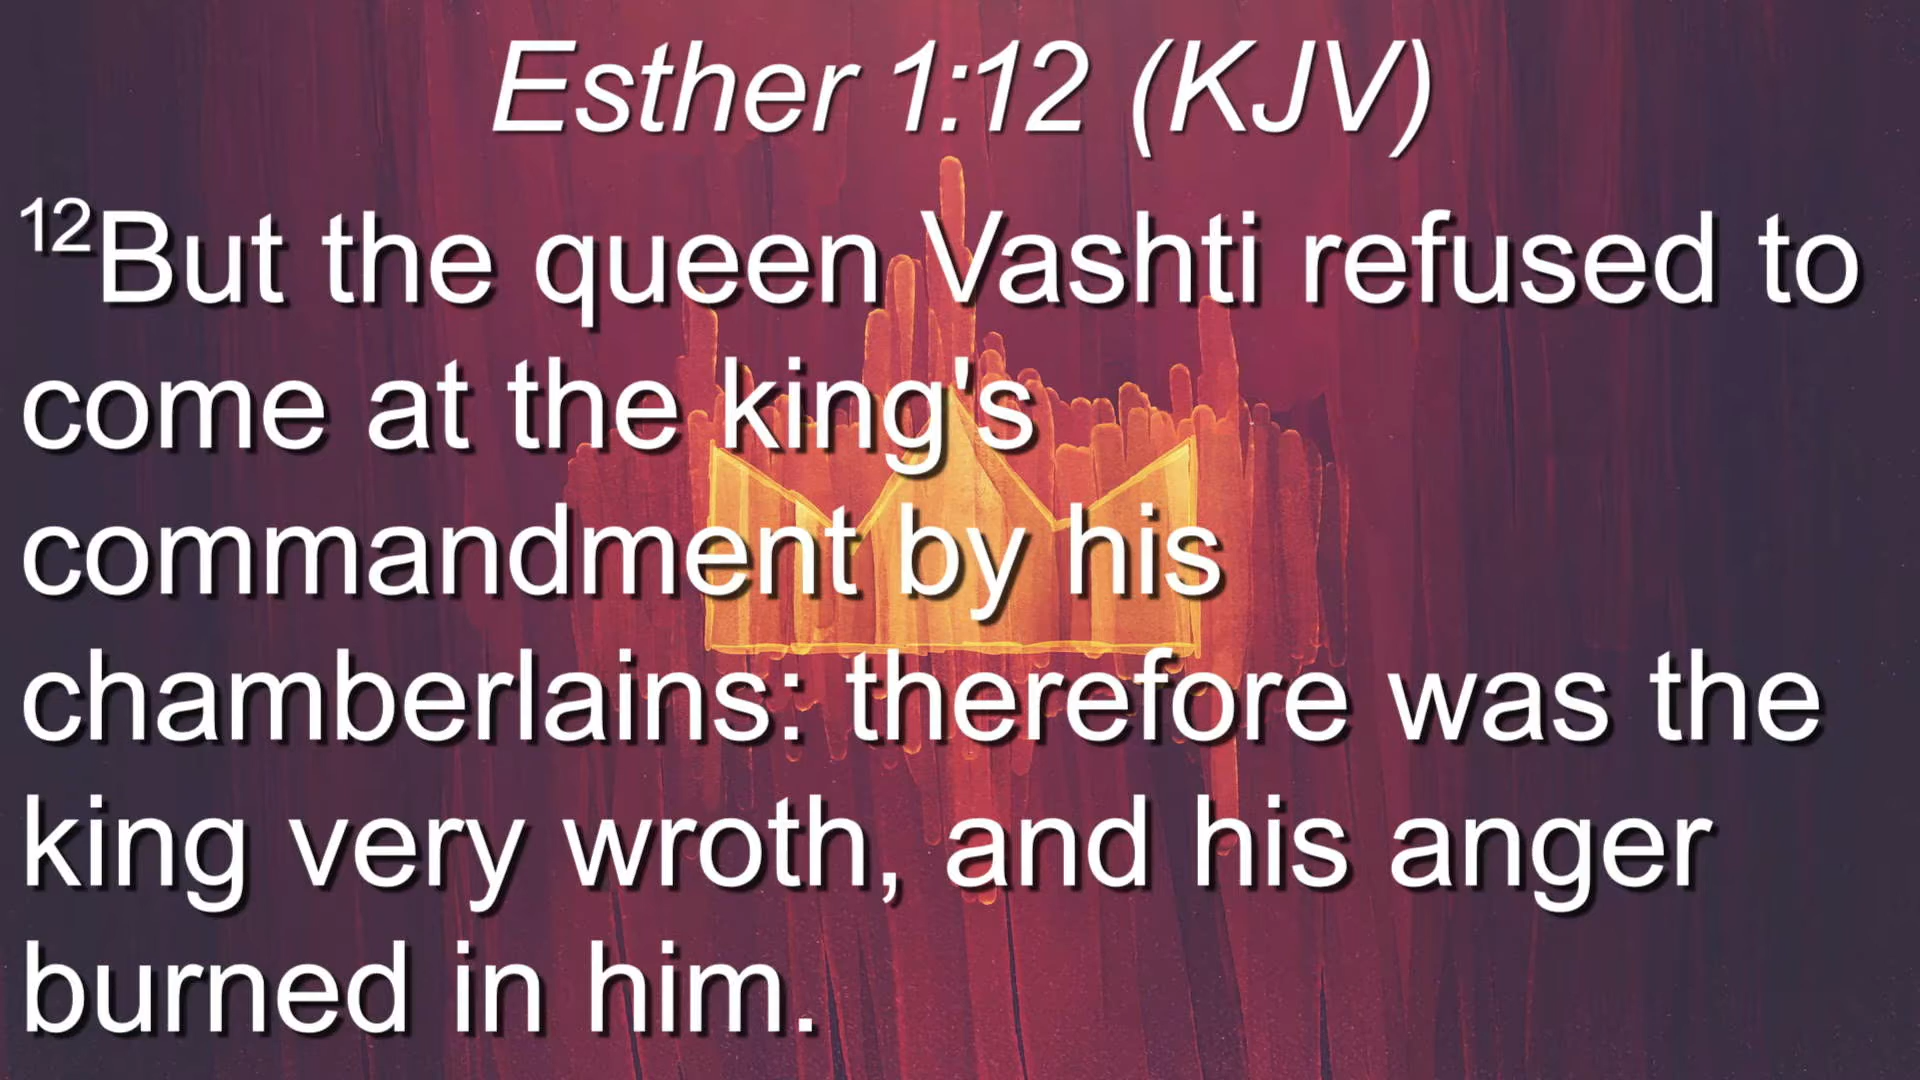 Esther 1:12 (KJV)
12But the queen Vashti refused to
come at the king's
commandment by his
chamberlains: therefore was the
king very wroth, and his anger
burned in him.